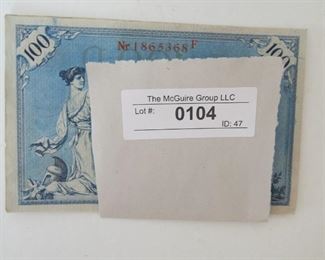 100
Nr 1865368 F
100
The McGuire Group LLC
Lot #: 0104
ID: 47